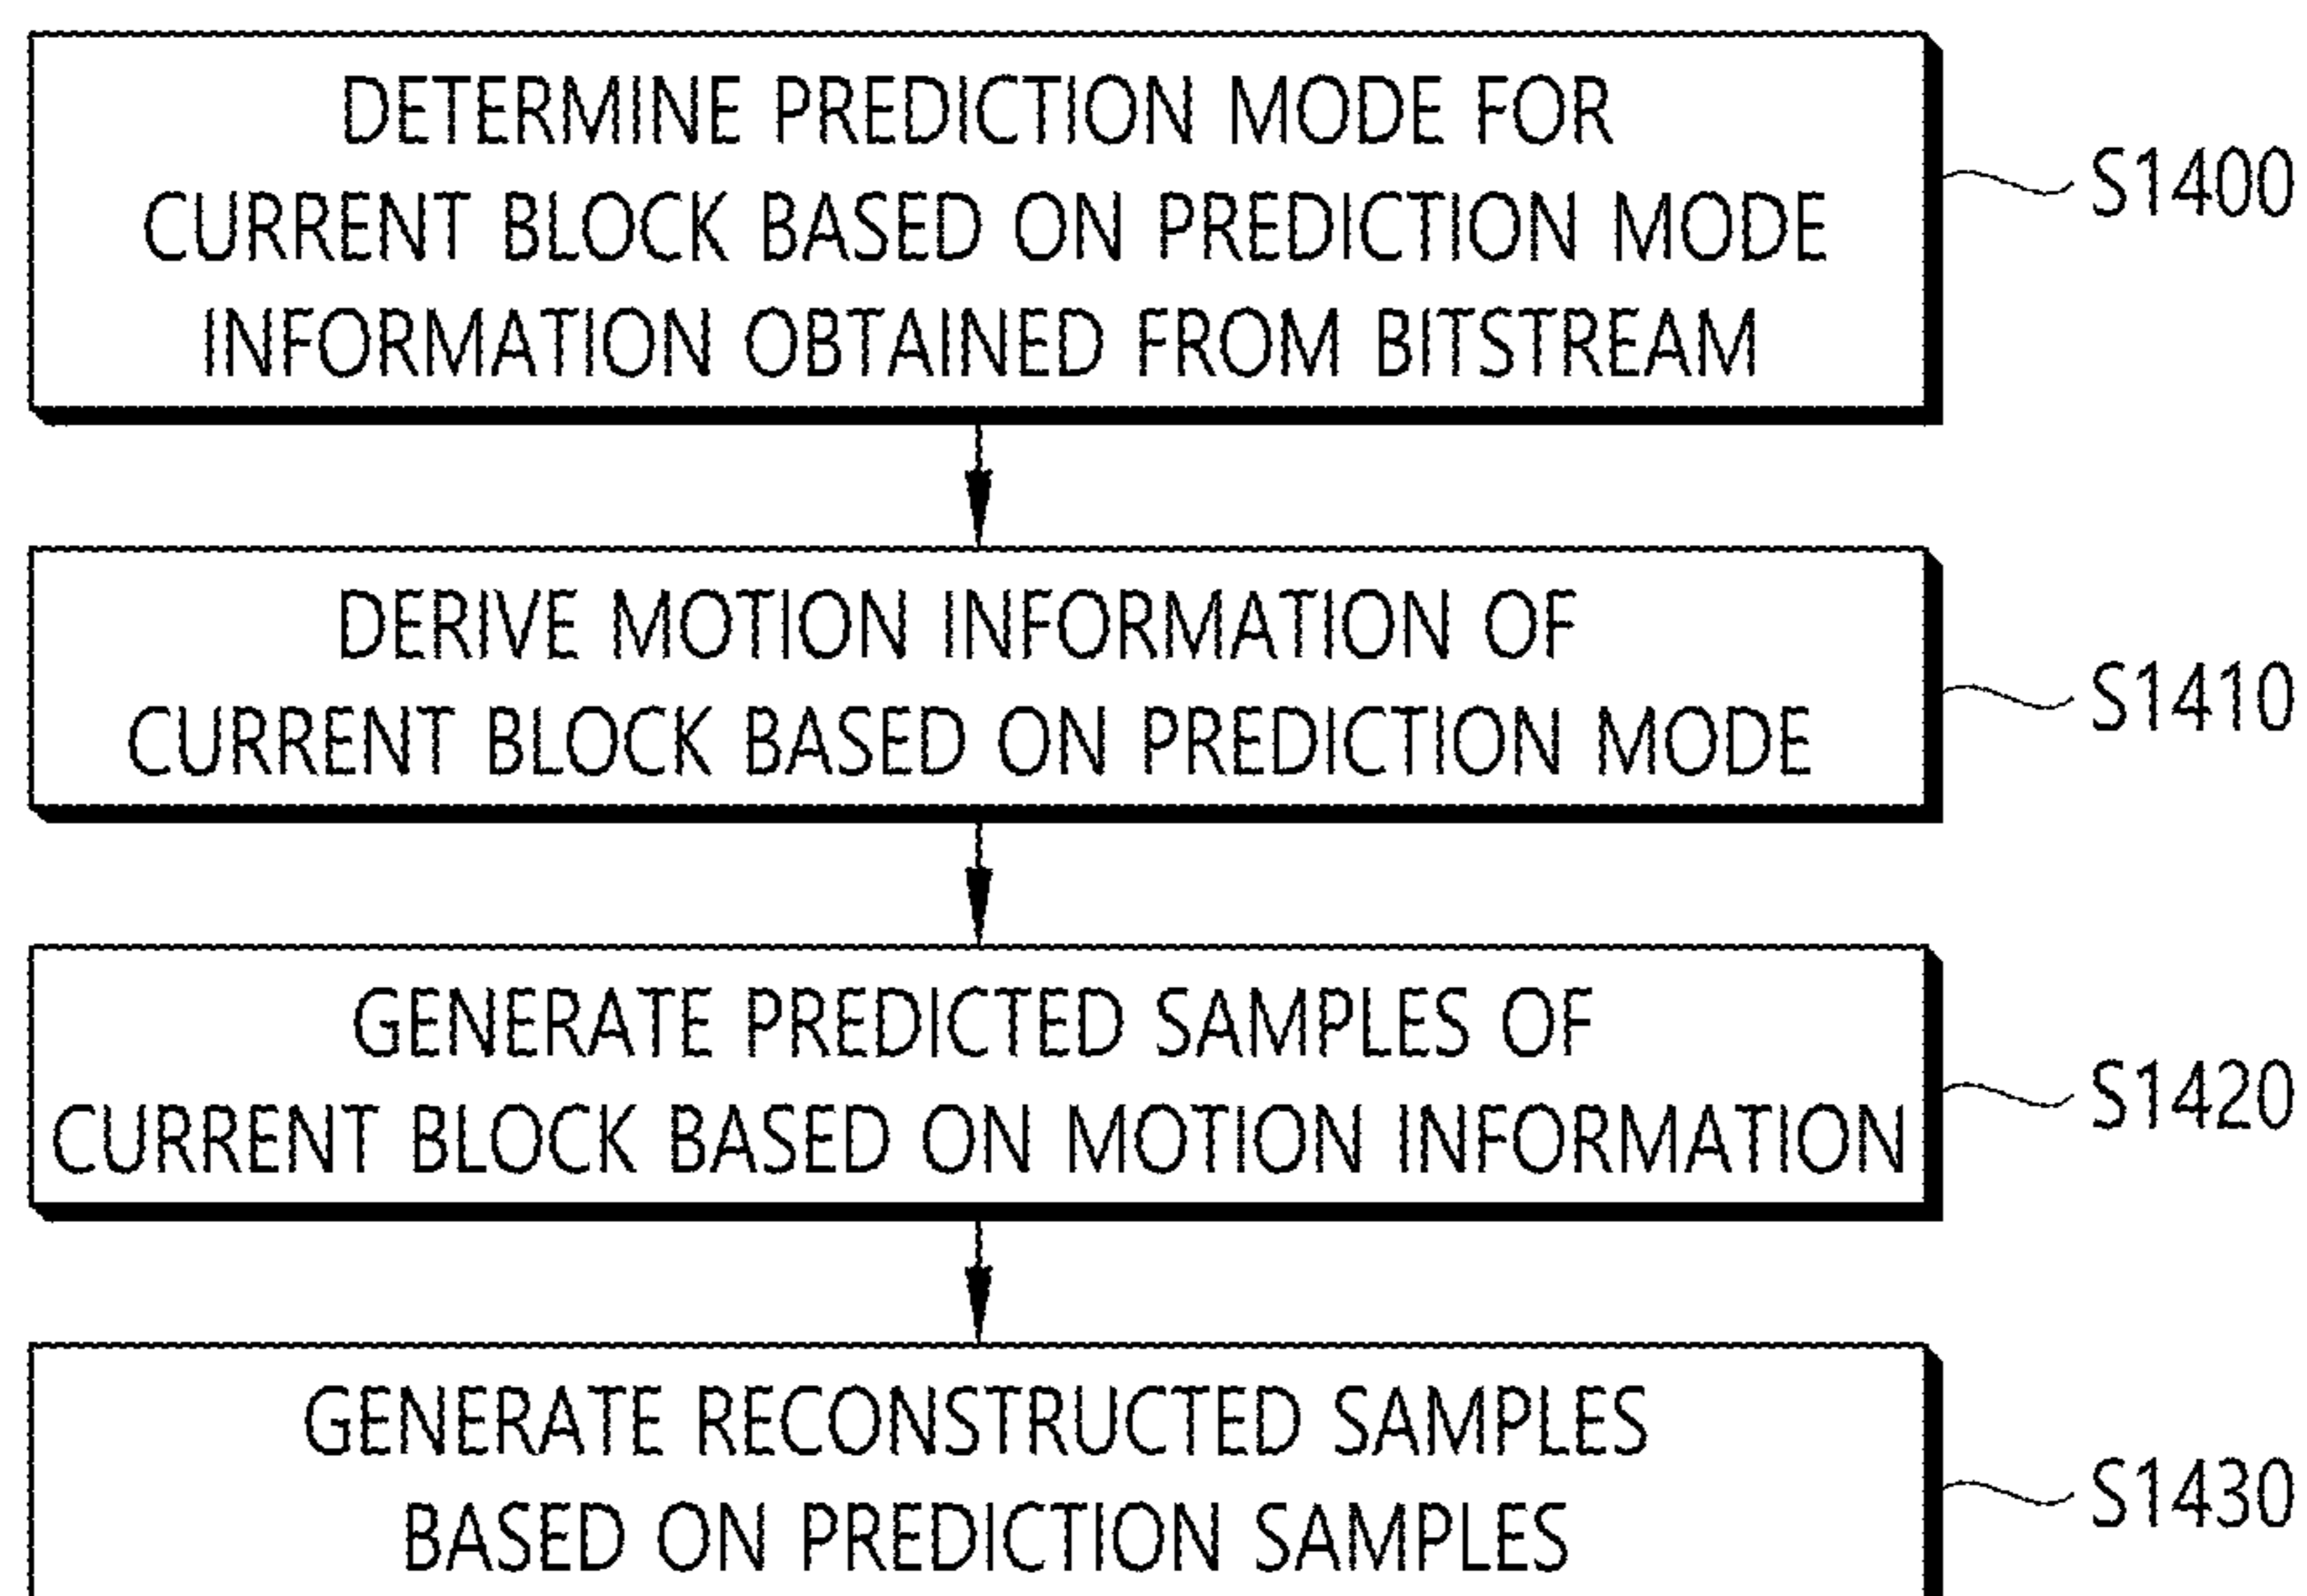 DETERMINE PREDICTION MODE FOR
CURRENT BLOCK BASED ON PREDICTION MODE
INFORMATION OBTAINED FROM BITSTREAM
S1400
DERIVE MOTION INFORMATION OF
CURRENT BLOCK BASED ON PREDICTION MODE
S1410
GENERATE PREDICTED SAMPLES OF
CURRENT BLOCK BASED ON MOTION INFORMATION
S1420
GENERATE RECONSTRUCTED SAMPLES
BASED ON PREDICTION SAMPLES
S1430